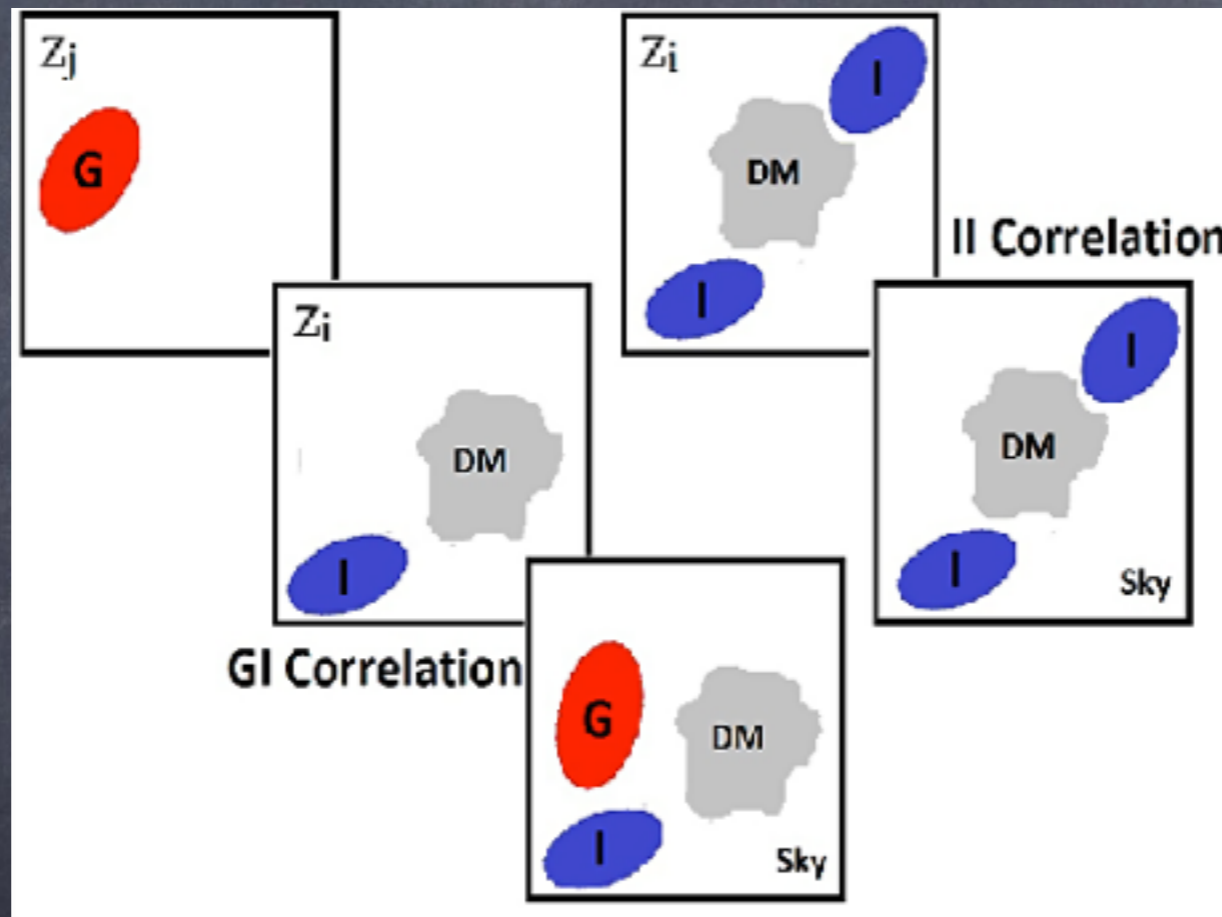 Zj
G
Zi
I
DM
I
II Correlation
Zi
DM
I
I
DM
I
Sky
GI Correlation
G
DM
I
Sky